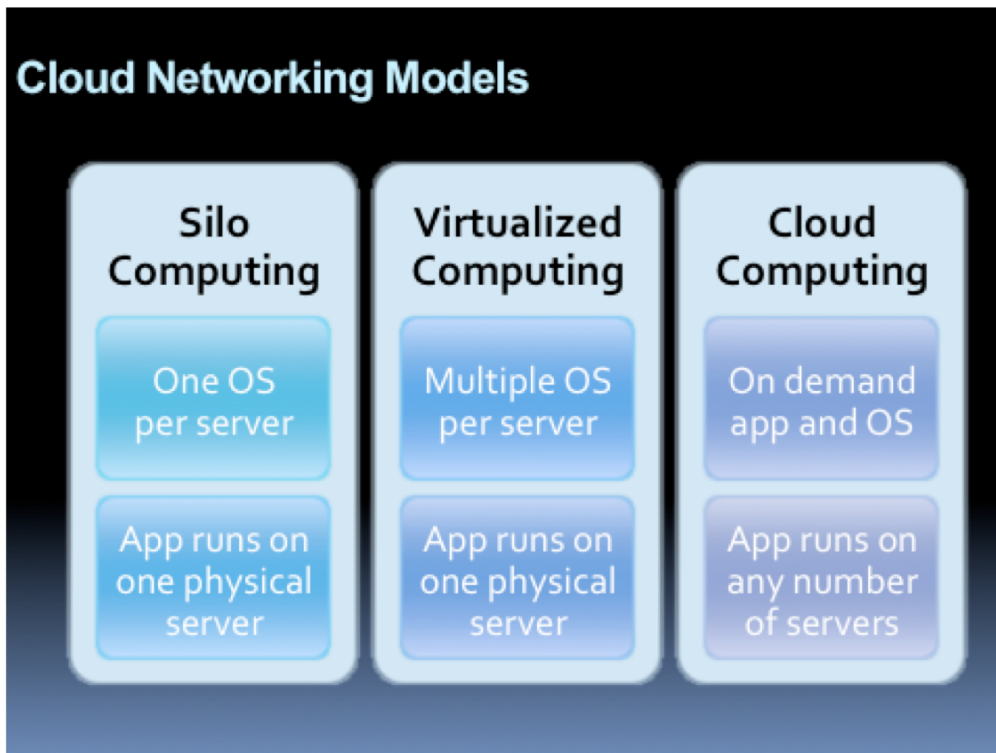 Cloud Networking Models
Silo
Computing
One OS
per server
App runs on
one physical
server
Virtualized
Computing
Multiple OS
per server
App runs on
one physical
server
Cloud
Computing
On demand
app and OS
App runs on
any number
of servers